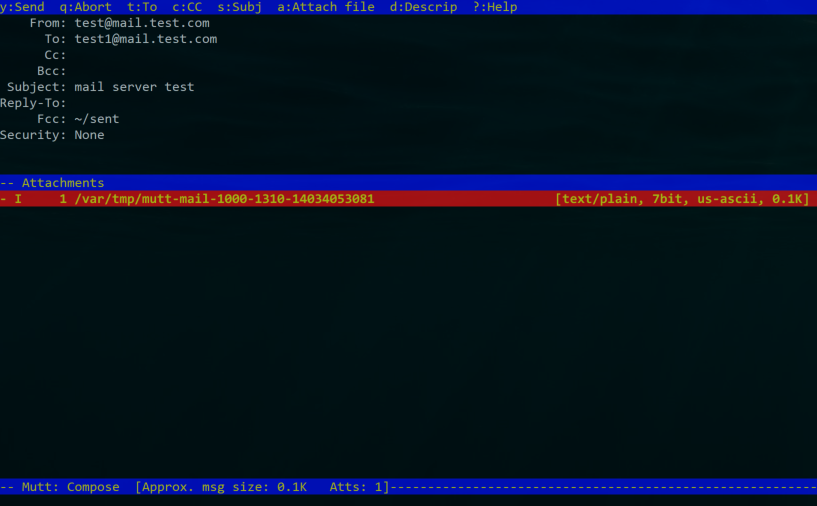 y:Send  q:Abort  t:To  c:CC  s:Subj  a:Attach file  d:Descrip  ?:Help
From: test@mail.test.com
To: test1@mail.test.com
Cc:
Bcc:
Subject: mail server test
Reply-To:
Fcc: ~/sent
Security: None
-- Attachments
- I     1 /var/tmp/mutt-mail-1000-1310-14034053081                        [text/plain, 7bit, us-ascii, 0.1K]
-- Mutt: Compose  [Approx. msg size: 0.1K   Atts: 1]---------------------------------------------------------